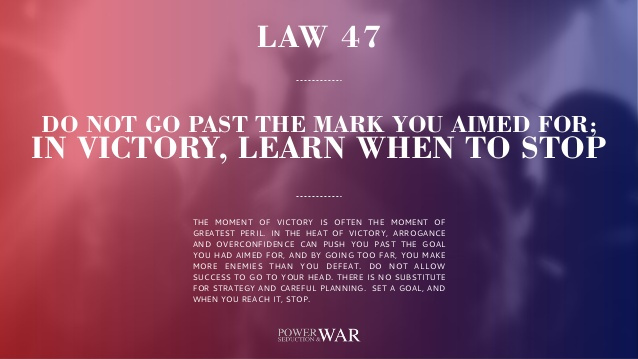 LAW 47
DO NOT GO PAST THE MARK YOU AIMED FOR;
IN VICTORY, LEARN WHEN TO STOP
THE MOMENT OF VICTORY IS OFTEN THE MOMENT OF
GREATEST PERIL. IN THE HEAT OF VICTORY, ARROGANCE
AND OVERCONFIDENCE CAN PUSH YOU PAST THE GOAL
YOU HAD AIMED FOR, AND BY GOING TOO FAR, YOU MAKE
MORE ENEMIES THAN YOU DEFEAT. DO NOT ALLOW
SUCCESS TO GO TO YOUR HEAD. THERE IS NO SUBSTITUTE
FOR STRATEGY AND CAREFUL PLANNING. SET A GOAL, AND
WHEN YOU REACH IT, STOP.
POWER
SEDUCTION & WAR